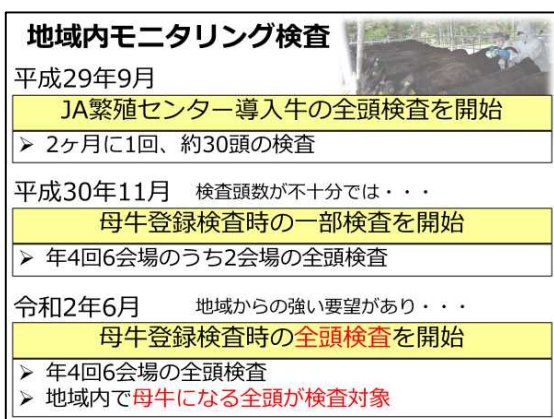 地域内モニタリング検査
平成29年9月
JA繁殖センター導入牛の全頭検査を開始
➢ 2ヶ月に1回、約30頭の検査
平成30年11月 検査頭数が不十分では・・・
母牛登録検査時の一部検査を開始
➢ 年4回6会場のうち2会場の全頭検査
令和2年6月 地域からの強い要望があり・・・
母牛登録検査時の全頭検査を開始
➢ 年4回6会場の全頭検査
➢ 地域内で母牛になる全頭が検査対象